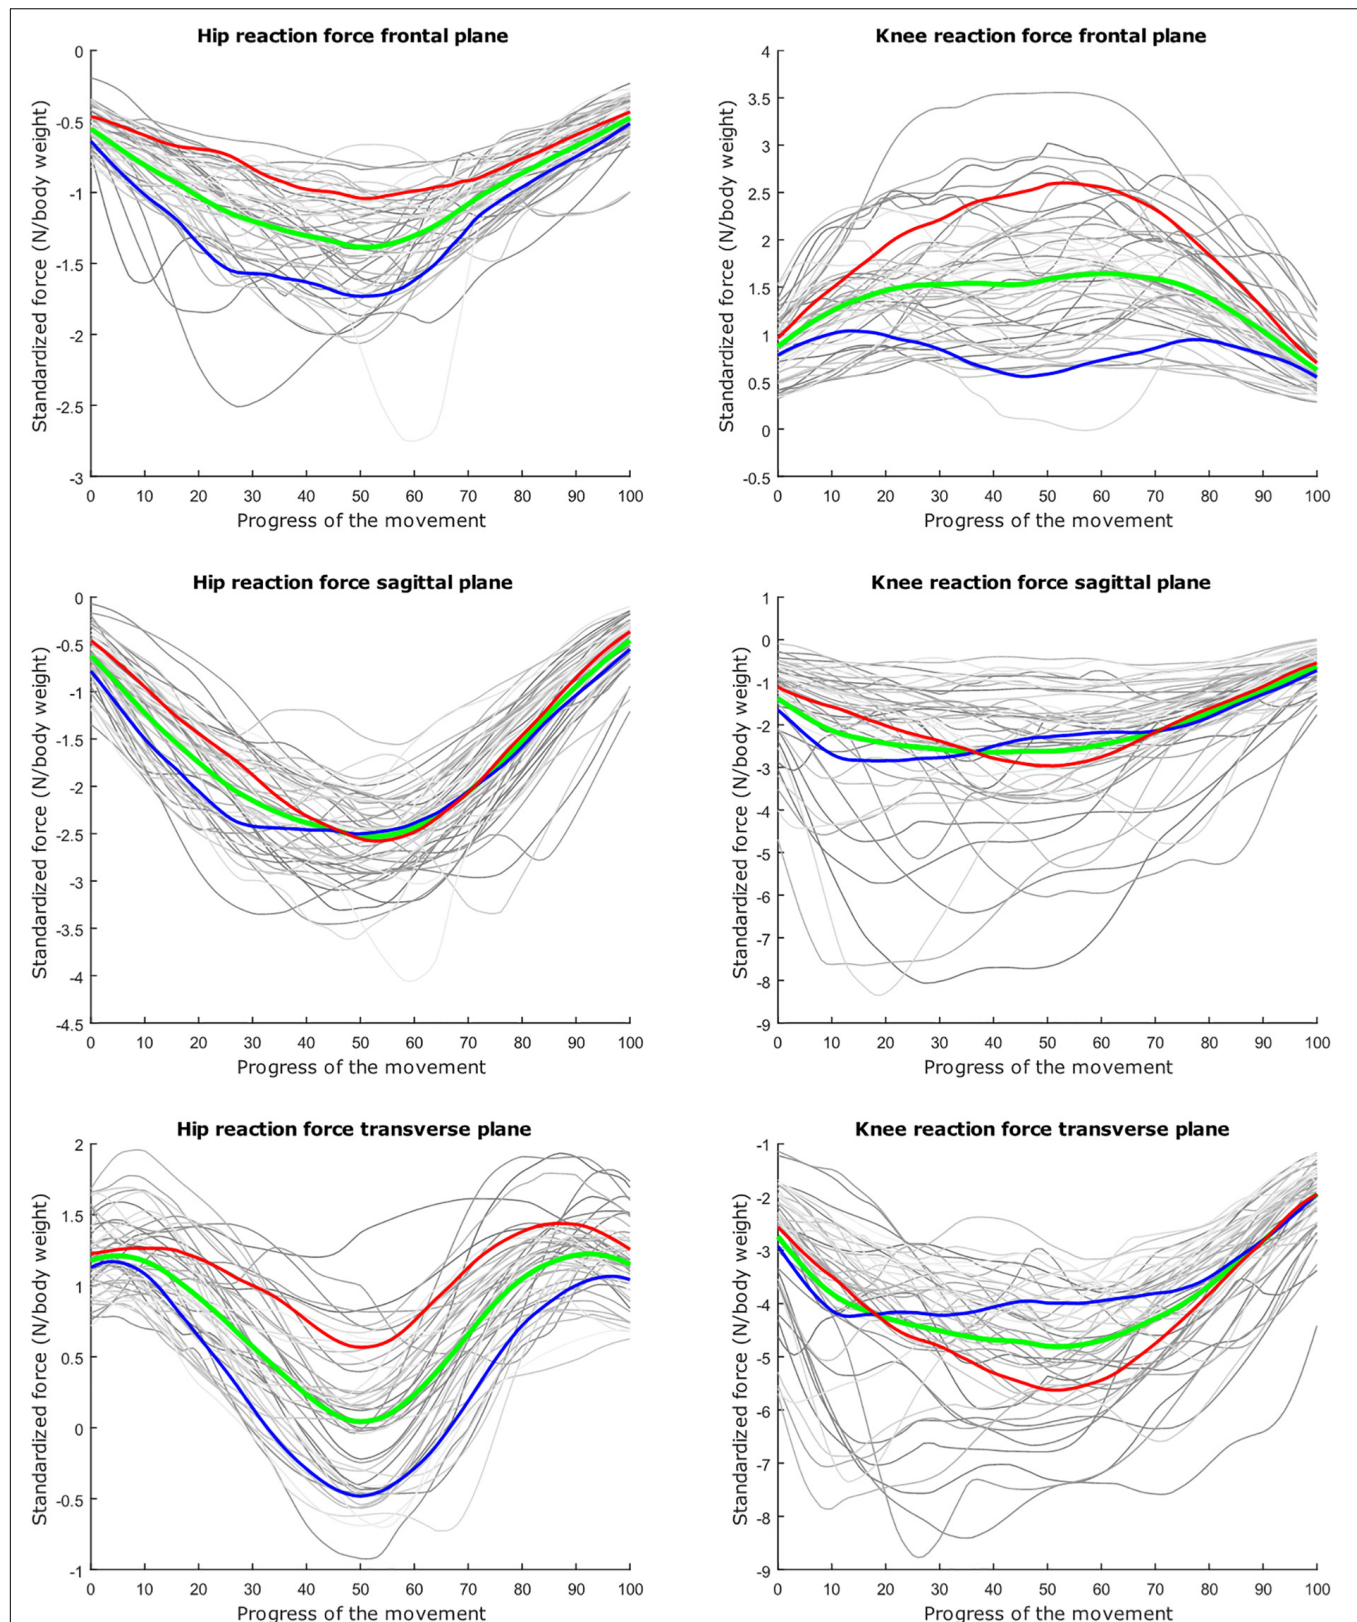 Hip reaction force frontal plane
Standardized force (N/body weight)
0
-0.5
-1
-1.5
-2
-2.5
-3
0 10 20 30 40 50 60 70 80 90 100
Progress of the movement
Knee reaction force frontal plane
Standardized force (N/body weight)
4
3.5
3
2.5
2
1.5
1
0.5
0
-0.5
0 10 20 30 40 50 60 70 80 90 100
Progress of the movement
Hip reaction force sagittal plane
Standardized force (N/body weight)
0
-0.5
-1
-1.5
-2
-2.5
-3
-3.5
-4
-4.5
0 10 20 30 40 50 60 70 80 90 100
Progress of the movement
Knee reaction force sagittal plane
Standardized force (N/body weight)
1
0
-1
-2
-3
-4
-5
-6
-7
-8
-9
0 10 20 30 40 50 60 70 80 90 100
Progress of the movement
Hip reaction force transverse plane
Standardized force (N/body weight)
2
1.5
1
0.5
0
-0.5
-1
0 10 20 30 40 50 60 70 80 90 100
Progress of the movement
Knee reaction force transverse plane
Standardized force (N/body weight)
-1
-2
-3
-4
-5
-6
-7
-8
-9
0 10 20 30 40 50 60 70 80 90 100
Progress of the movement